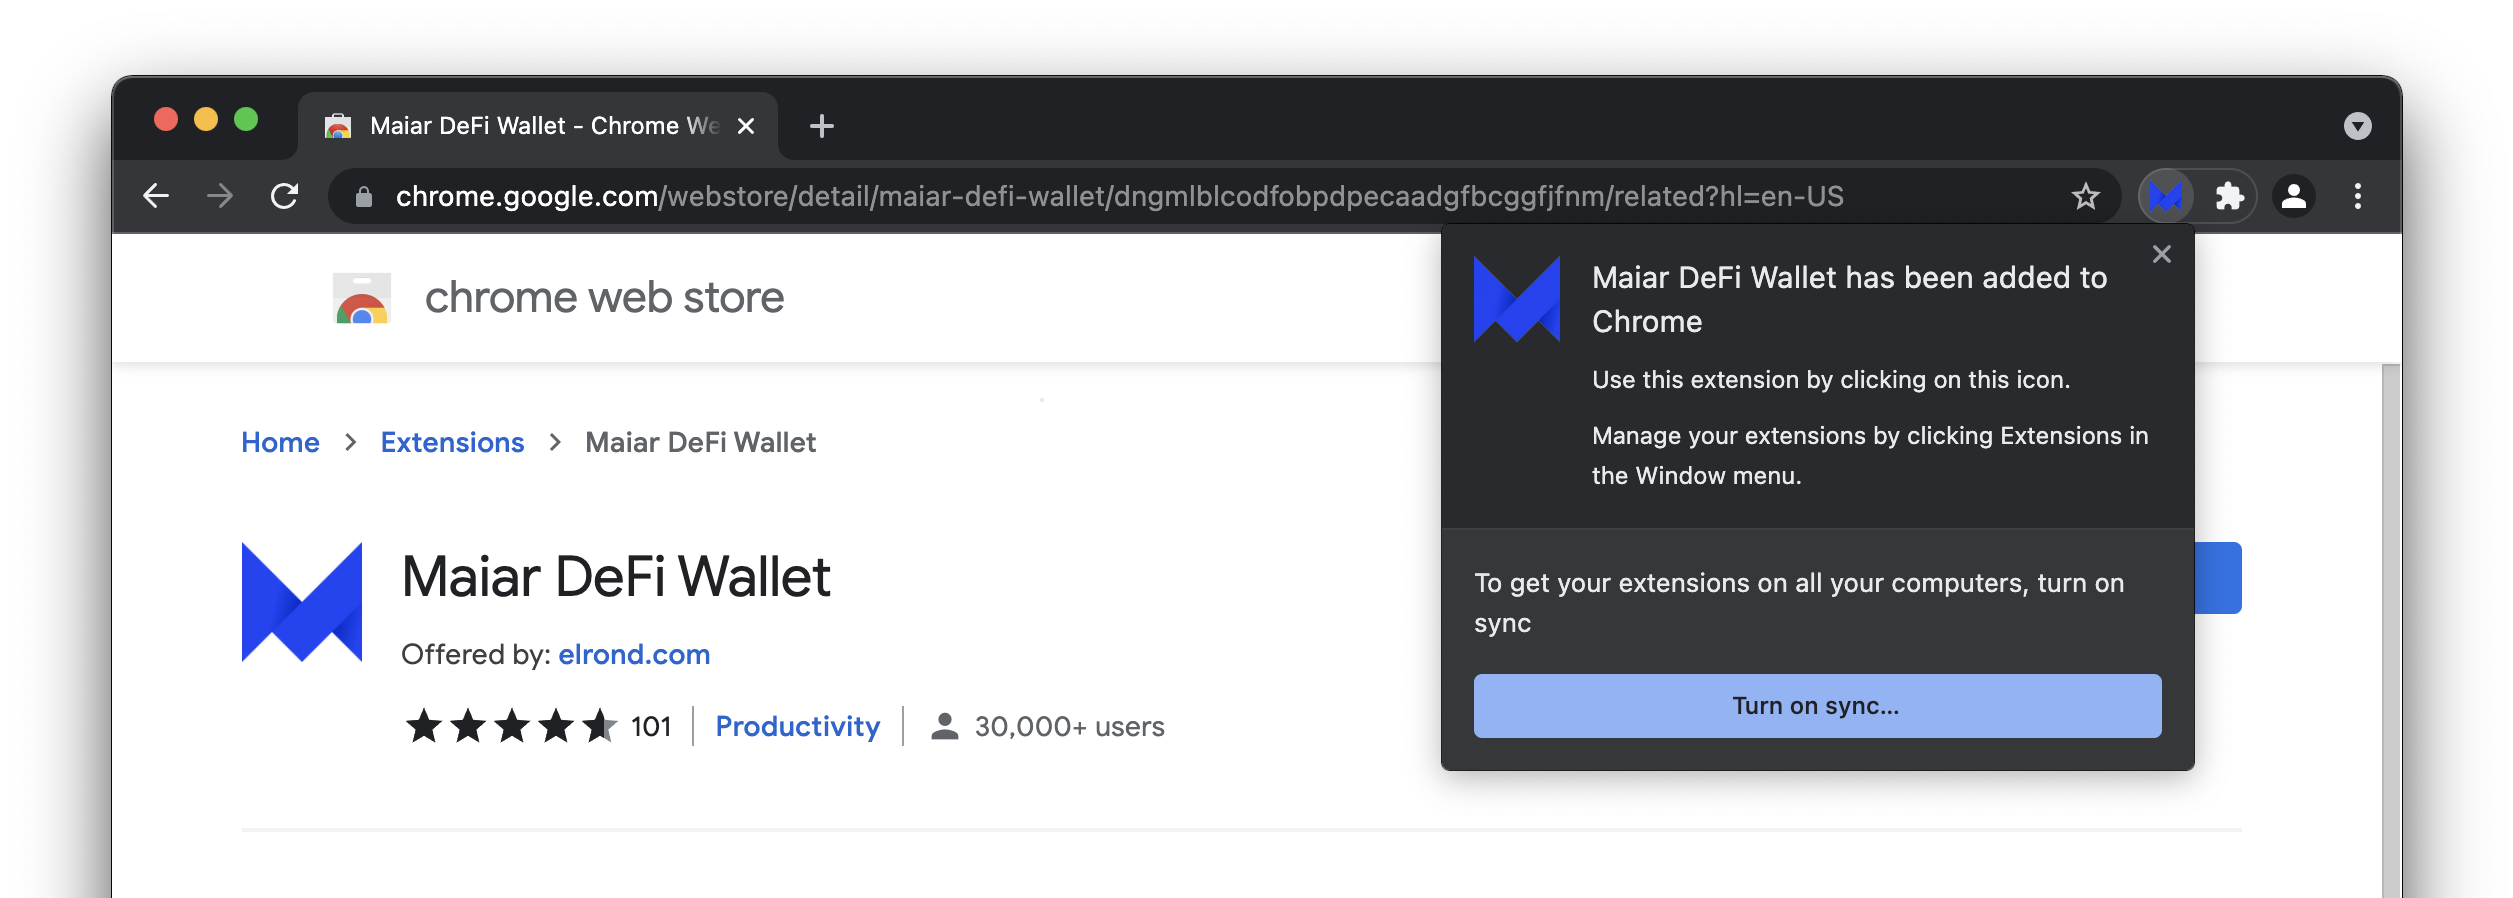 Maiar DeFi Wallet - Chrome We
chrome.google.com/webstore/detail/maiar-defi-wallet/dngmlblcodfobpdpecaadgfbcggfjfnm/related?hl=en-US
chrome web store
Maiar DeFi Wallet has been added to
Chrome
Use this extension by clicking on this icon.
Manage your extensions by clicking Extensions in
the Window menu.
To get your extensions on all your computers, turn on
sync
Turn on sync...
Home > Extensions > Maiar DeFi Wallet
Maiar DeFi Wallet
Offered by: elrond.com
101 Productivity 30,000+ users